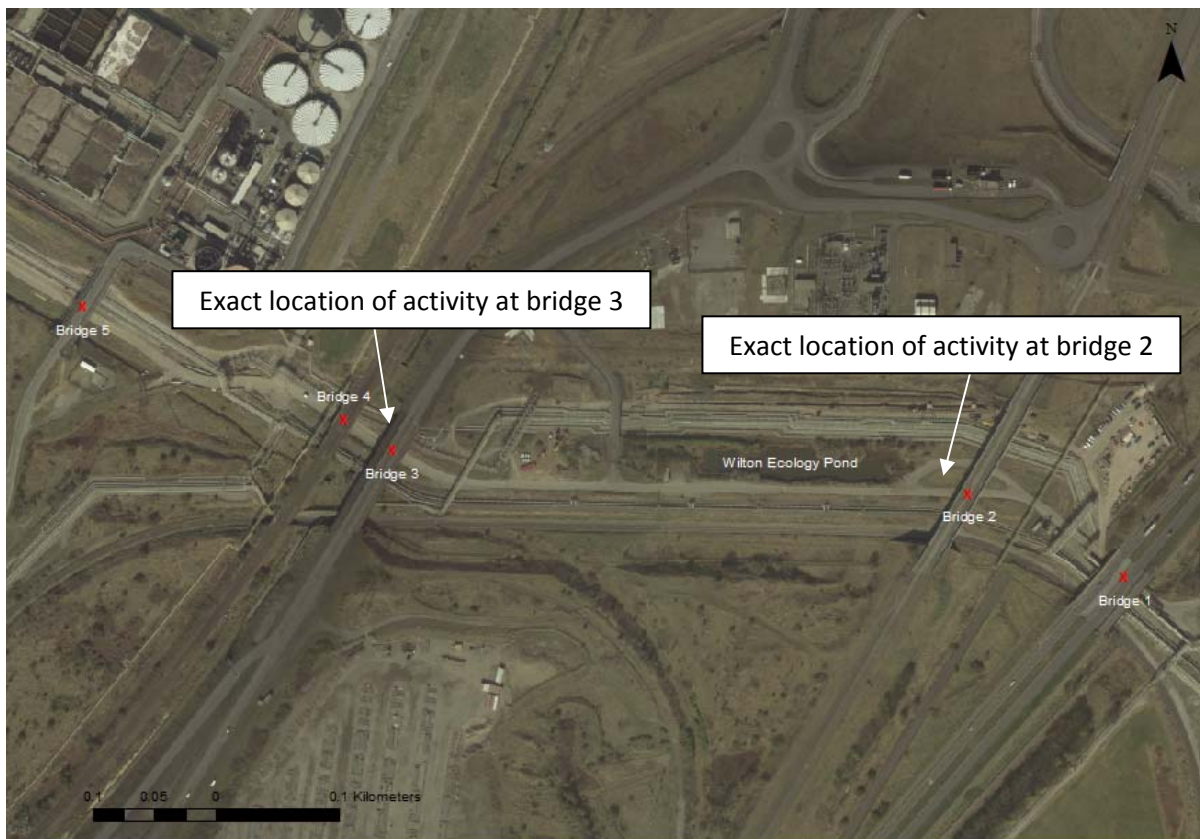 N
Exact location of activity at bridge 3
Bridge 5
Exact location of activity at bridge 2
Bridge 4
Bridge 3
Wilton Ecology Pond
Bridge 2
Bridge 1
0.1 0.05 0 0.1 Kilometers